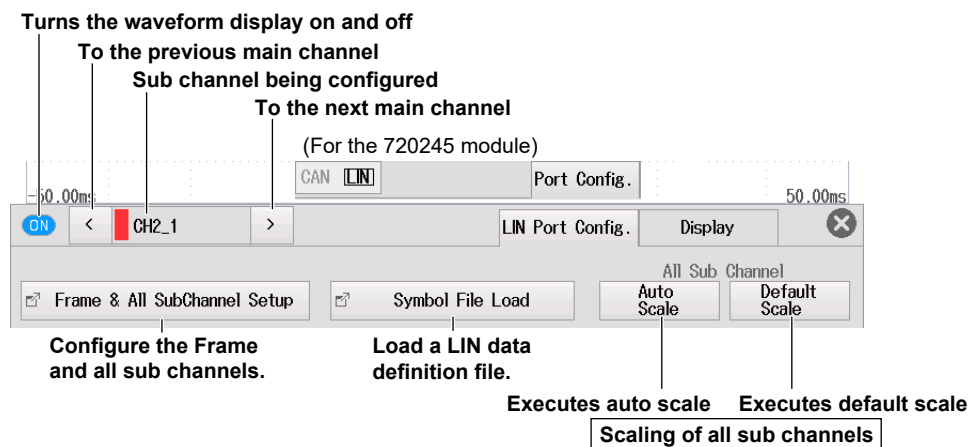 Turns the waveform display on and off
To the previous main channel
Sub channel being configured
To the next main channel
(For the 720245 module)
CAN LIN Port Config.
-50.00ms 50.00ms
ON < CH2_1 > LIN Port Config. Display
All Sub Channel
Frame & All SubChannel Setup Symbol File Load Auto Scale Default Scale
Configure the Frame and all sub channels.
Load a LIN data definition file.
Executes auto scale Executes default scale
Scaling of all sub channels